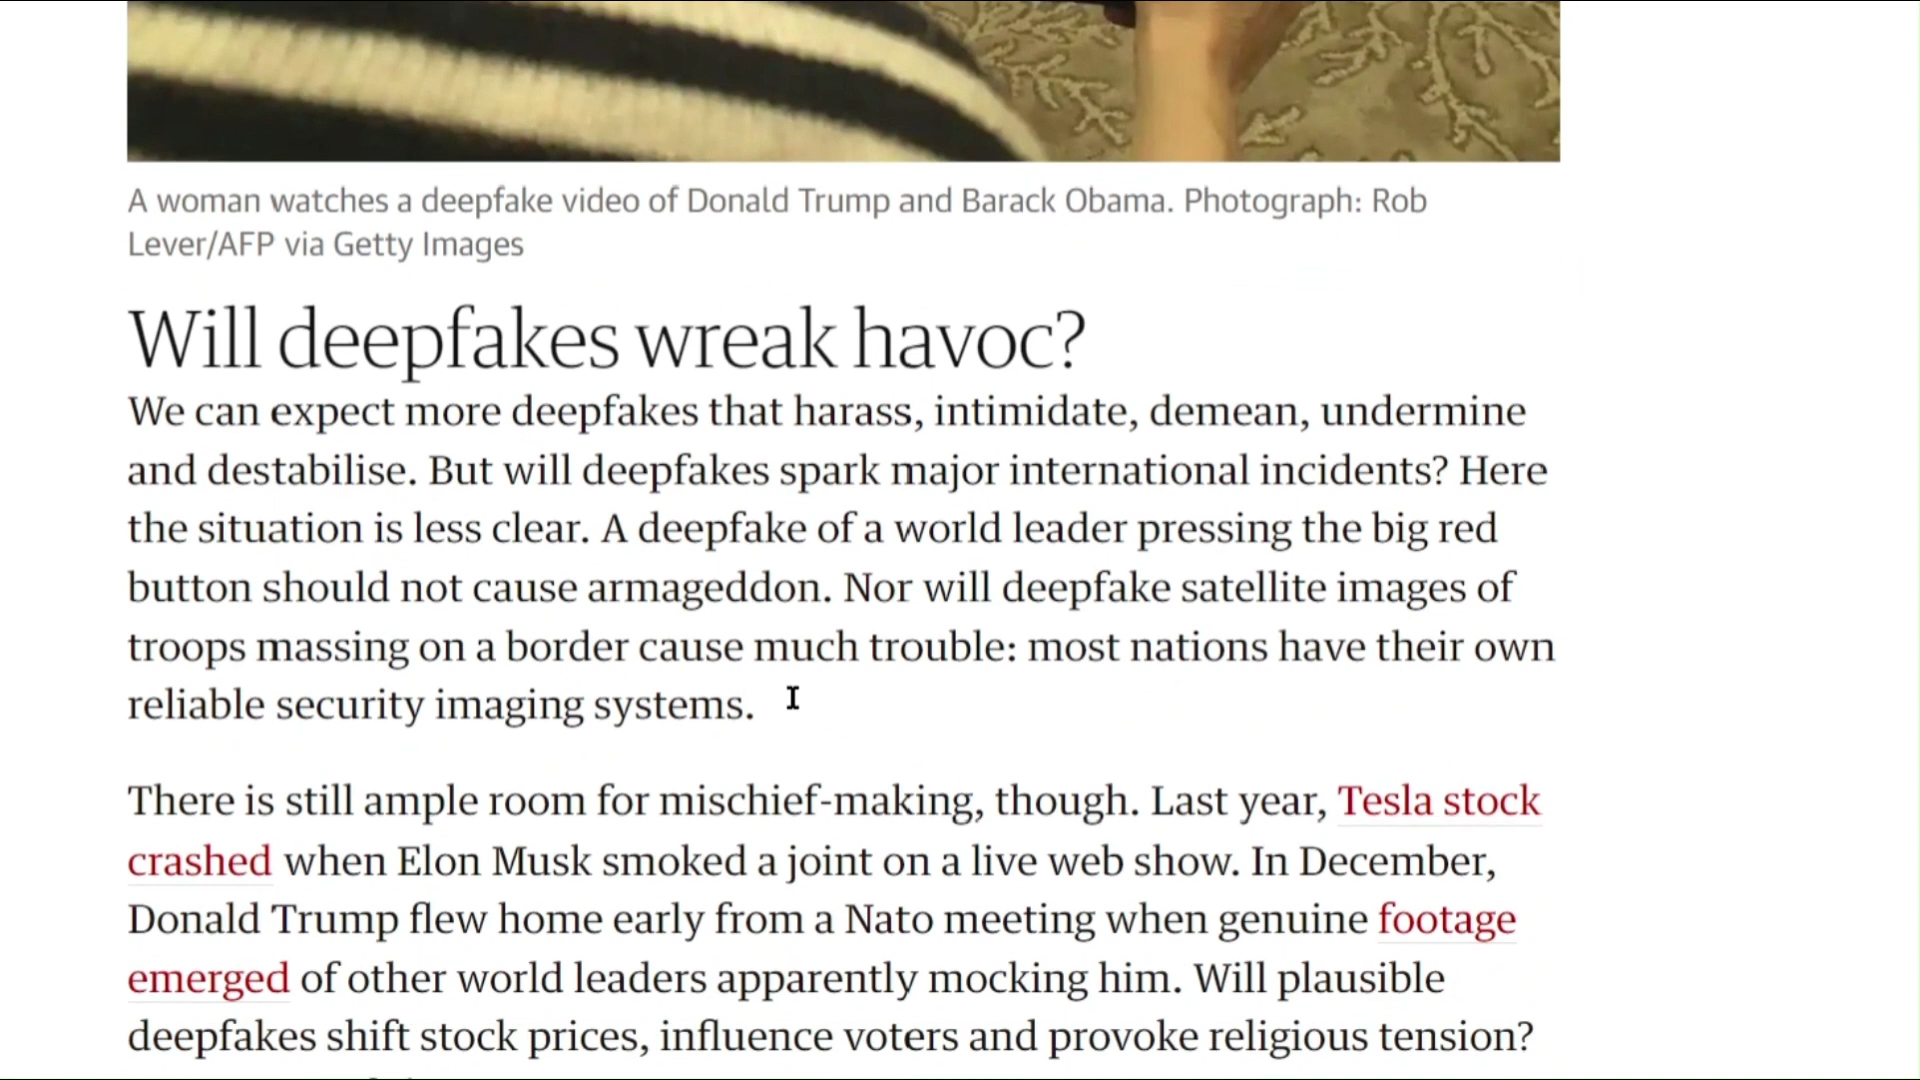 A woman watches a deepfake video of Donald Trump and Barack Obama. Photograph: Rob
Lever/AFP via Getty Images
Will deepfakes wreak havoc?
We can expect more deepfakes that harass, intimidate, demean, undermine
and destabilise. But will deepfakes spark major international incidents? Here
the situation is less clear. A deepfake of a world leader pressing the big red
button should not cause armageddon. Nor will deepfake satellite images of
troops massing on a border cause much trouble: most nations have their own
reliable security imaging systems.
There is still ample room for mischief-making, though. Last year, Tesla stock
crashed when Elon Musk smoked a joint on a live web show. In December,
Donald Trump flew home early from a Nato meeting when genuine footage
emerged of other world leaders apparently mocking him. Will plausible
deepfakes shift stock prices, influence voters and provoke religious tension?